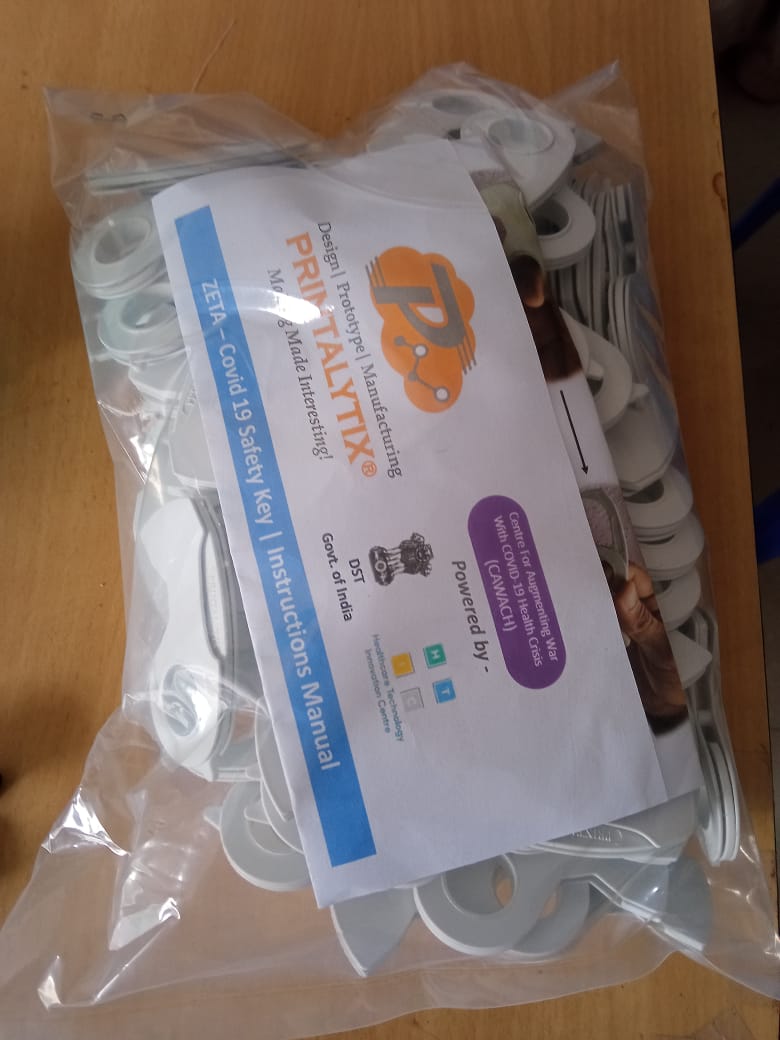 Design| Prototype| Manufacturing
PRINTALYTIX®
Making Made Interesting!
Centre For Augmenting War
With COVID-19 Health Crisis
(CAWACH)
Powered by -
DST
Govt. of India
H T
I C
Healthcare Technology
Innovation Centre
ZETA – Covid 19 Safety Key | Instructions Manual